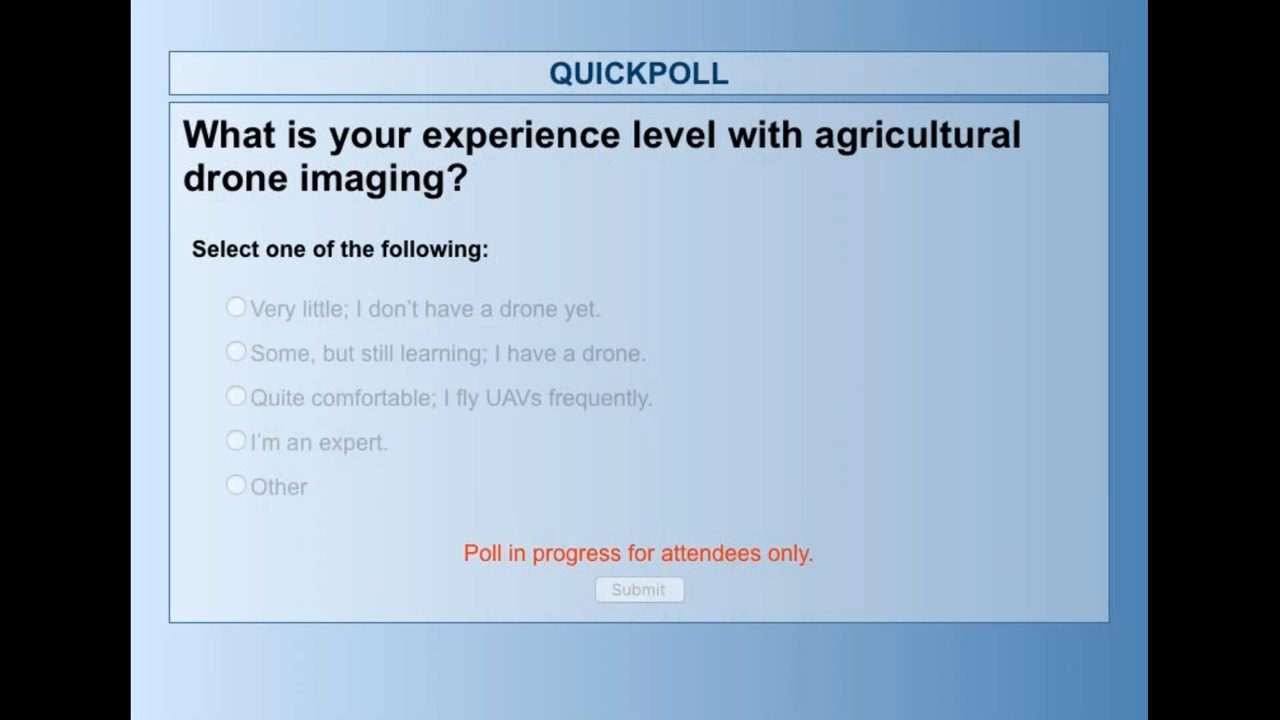 QUICKPOLL
What is your experience level with agricultural
drone imaging?
Select one of the following:
Very little; I don’t have a drone yet.
Some, but still learning; I have a drone.
Quite comfortable; I fly UAVs frequently.
I’m an expert.
Other
Poll in progress for attendees only.
Submit